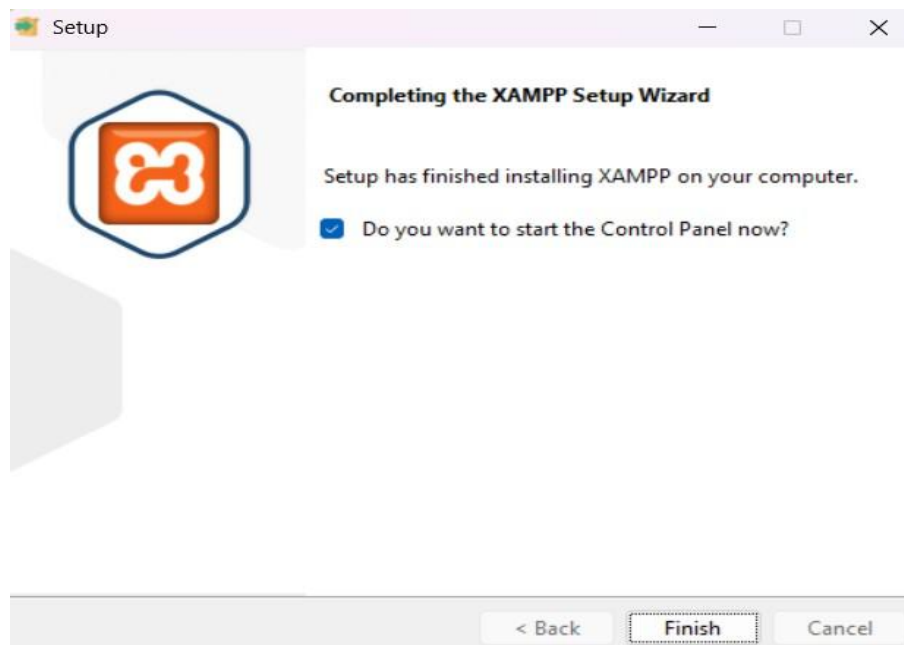 Setup
Completing the XAMPP Setup Wizard
Setup has finished installing XAMPP on your computer.
Do you want to start the Control Panel now?
< Back
Finish
Cancel